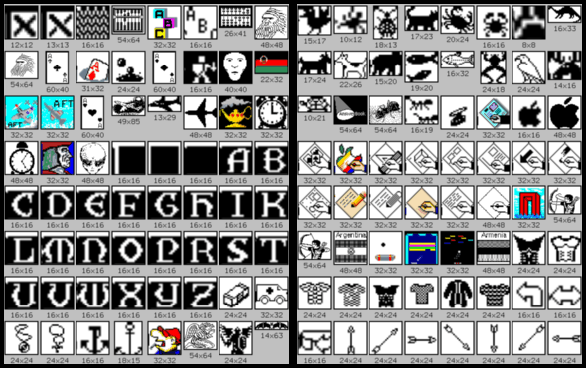 X X A B C A B C
12x12 13x13 16x16 54x64 32x32 16x16 26x41 48x48
54x64 60x40 31x32 24x24 60x40 16x16 40x40 22x32
AFT AFT
32x32 32x32 60x40 49x85 13x29 48x48 40x40 32x32
A B
48x48 32x32 48x48 16x16 16x16 16x16 16x16 16x16
C D E F G H I K
16x16 16x16 16x16 16x16 16x16 16x16 16x16 16x16
L M N O P R S T
16x16 16x16 16x16 16x16 16x16 16x16 16x16 16x16
U V W X Y Z
16x16 16x16 16x16 16x16 16x16 16x16 24x24 32x32
24x24 24x24 16x16 18x15 32x32 54x64 24x24 14x63
15x17 10x12 18x13 17x23 20x24 16x16 8x8 16x33
17x24 22x26 15x20 19x20 16x32 24x18 24x24 14x16
10x21 54x64 54x64 16x19 24x24 32x32 16x16 48x48
32x32 32x32 32x32 32x32 32x32 32x32 32x32 32x32
32x32 32x32 32x32 32x32 32x32 48x48 32x32 54x64
Argentina Armenia
54x64 48x48 32x32 32x32 32x32 48x48 24x24 24x24
24x24 24x24 24x24 24x24 24x24 24x24 16x16 16x16
16x16 24x24 24x24 24x24 24x24 24x24 24x24 24x24